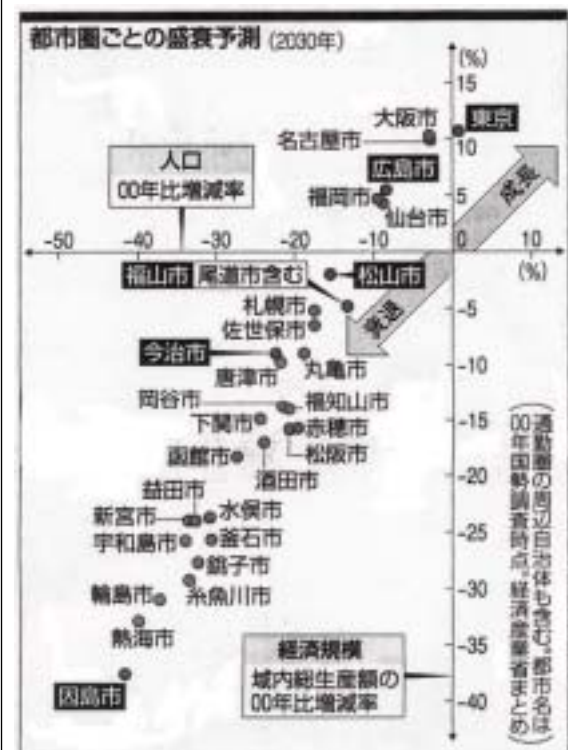 都市圏ごとの盛衰予測 (2030年)
(%)
15
大阪市
東京
名古屋市
10
人口
00年比増減率
広島市
福岡市
5
仙台市
成長
-50
-40
-30
-20
-10
0
10
(%)
福山市 尾道市含む
松山市
札幌市
-5
衰退
佐世保市
今治市
唐津市
丸亀市
-10
岡谷市
福知山市
下関市
赤穂市
-15
函館市
松阪市
酒田市
-20
益田市
新宮市
水俣市
宇和島市
釜石市
-25
銚子市
輪島市
糸魚川市
-30
熱海市
経済規模
域内総生産額の
00年比増減率
-35
因島市
-40
(通勤圏の周辺自治体も含む。都市名は
00年国勢調査時点。経済産業省まとめ)